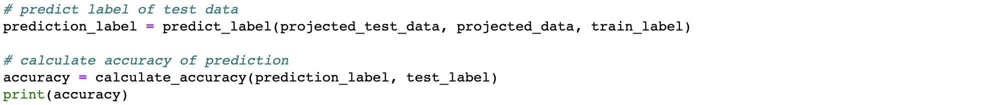 # predict label of test data
prediction_label = predict_label(projected_test_data, projected_data, train_label)
# calculate accuracy of prediction
accuracy = calculate_accuracy(prediction_label, test_label)
print(accuracy)